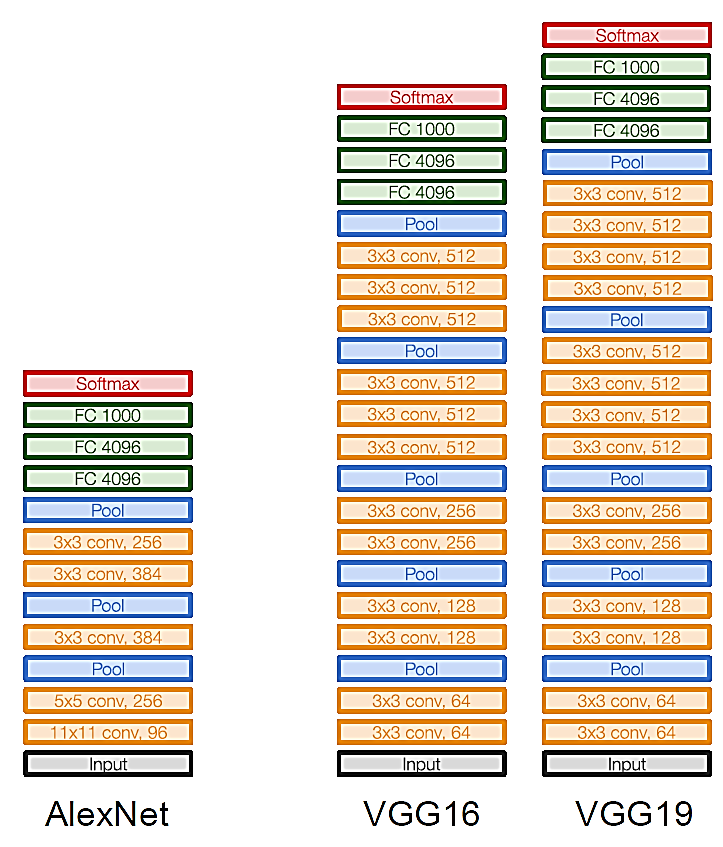 Softmax
FC 1000
FC 4096
FC 4096
Pool
3x3 conv, 256
3x3 conv, 384
Pool
3x3 conv, 384
Pool
5x5 conv, 256
11x11 conv, 96
Input
AlexNet
Softmax
FC 1000
FC 4096
FC 4096
Pool
3x3 conv, 512
3x3 conv, 512
3x3 conv, 512
Pool
3x3 conv, 512
3x3 conv, 512
3x3 conv, 512
Pool
3x3 conv, 256
3x3 conv, 256
Pool
3x3 conv, 128
3x3 conv, 128
Pool
3x3 conv, 64
3x3 conv, 64
Input
VGG16
Softmax
FC 1000
FC 4096
FC 4096
Pool
3x3 conv, 512
3x3 conv, 512
3x3 conv, 512
3x3 conv, 512
Pool
3x3 conv, 512
3x3 conv, 512
3x3 conv, 512
3x3 conv, 512
Pool
3x3 conv, 256
3x3 conv, 256
Pool
3x3 conv, 128
3x3 conv, 128
Pool
3x3 conv, 64
3x3 conv, 64
Input
VGG19